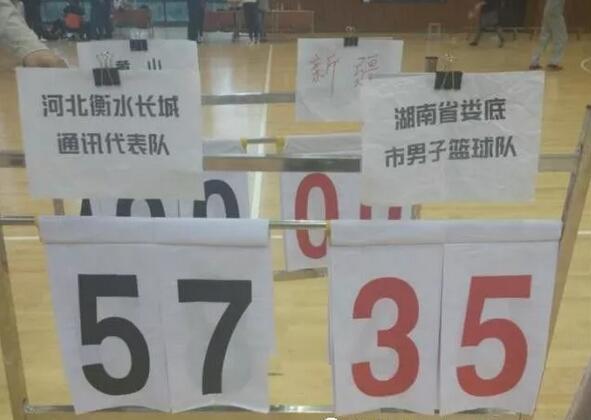 新疆
河北衡水长城
通讯代表队
湖南省娄底
市男子篮球队
57
35